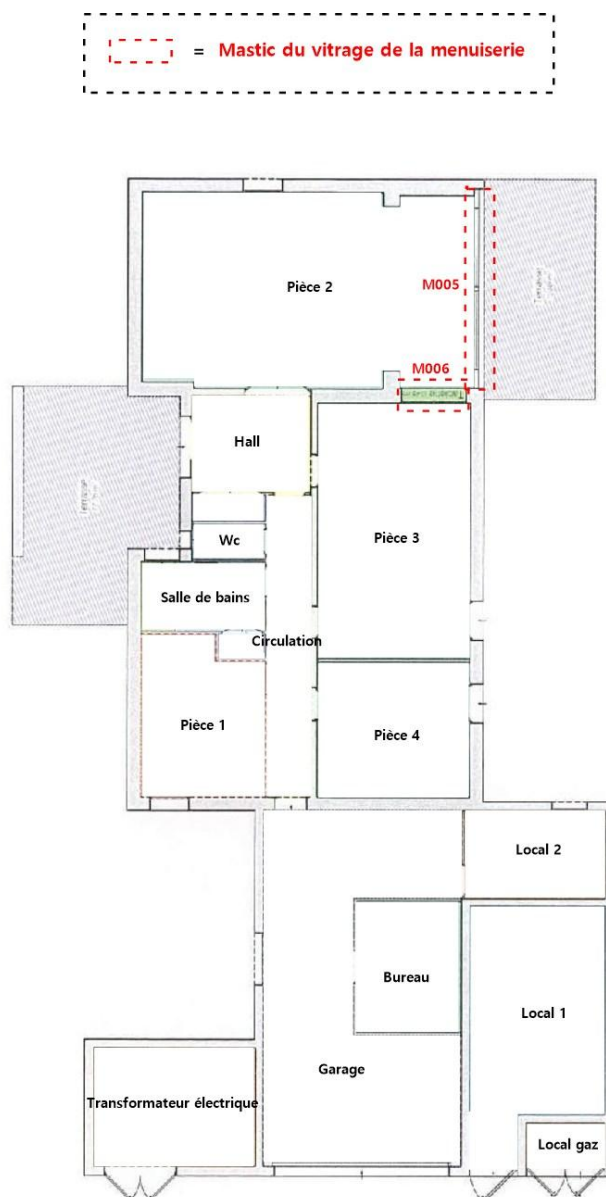 = Mastic du vitrage de la menuiserie
Pièce 2
M005
M006
Hall
Wc
Pièce 3
Salle de bains
Circulation
Pièce 1
Pièce 4
Local 2
Bureau
Local 1
Garage
Transformateur électrique
Local gaz